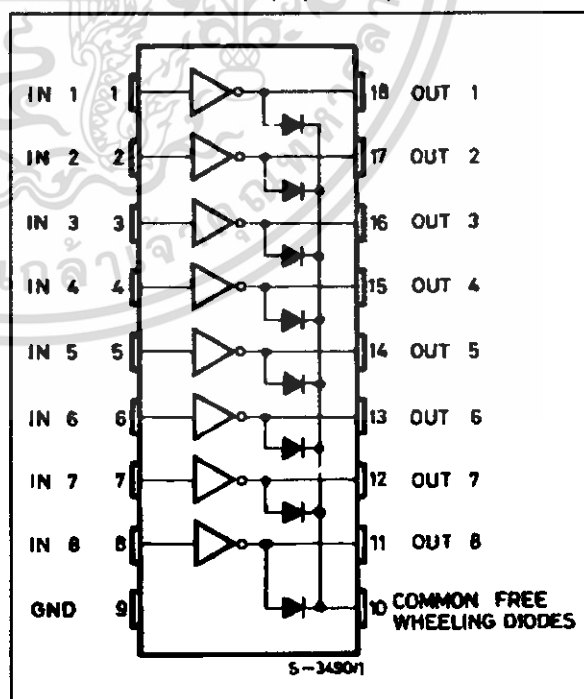 IN 1 1 18 OUT 1
IN 2 2 17 OUT 2
IN 3 3 16 OUT 3
IN 4 4 15 OUT 4
IN 5 5 14 OUT 5
IN 6 6 13 OUT 6
IN 7 7 12 OUT 7
IN 8 8 11 OUT 8
GND 9 10 COMMON FREE
WHEELING DIODES
S-3490/1